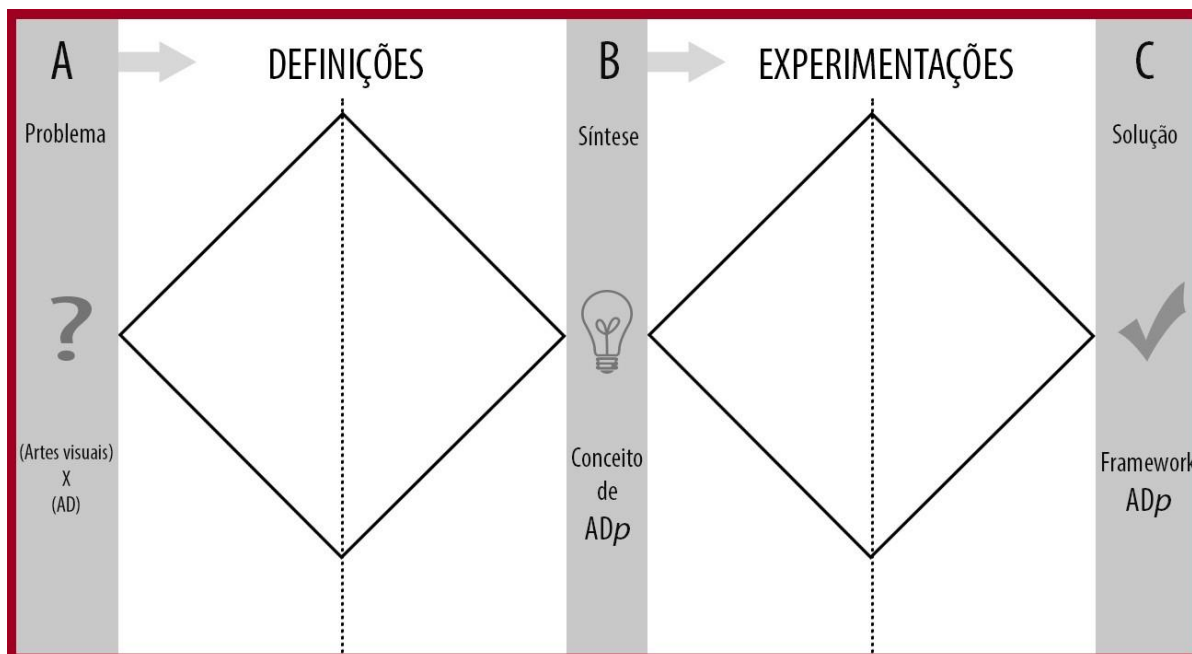 A
DEFINIÇÕES
B
EXPERIMENTAÇÕES
C
Problema
Síntese
Solução
?
(Artes visuais)
X
(AD)
Conceito
de
ADp
Framework
ADp